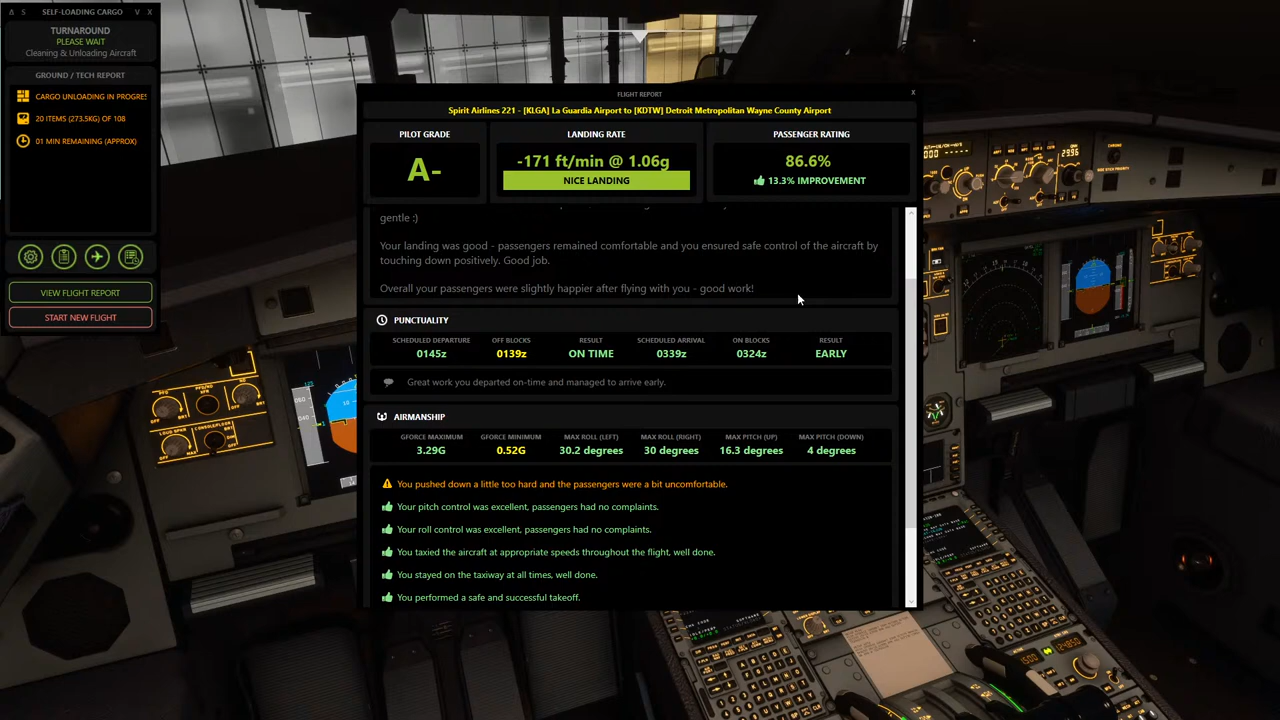 A S SELF-LOADING CARGO V X
TURNAROUND
PLEASE WAIT
Cleaning & Unloading Aircraft
GROUND / TECH REPORT
CARGO UNLOADING IN PROGRES
20 ITEMS (273.5KG) OF 108
01 MIN REMAINING (APPROX)
VIEW FLIGHT REPORT
START NEW FLIGHT
FLIGHT REPORT X
Spirit Airlines 221 - [KLGA] La Guardia Airport to [KDTW] Detroit Metropolitan Wayne County Airport
PILOT GRADE LANDING RATE PASSENGER RATING
A- -171 ft/min @ 1.06g 86.6%
NICE LANDING 13.3% IMPROVEMENT
gentle :)
Your landing was good - passengers remained comfortable and you ensured safe control of the aircraft by
touching down positively. Good job.
Overall your passengers were slightly happier after flying with you - good work!
PUNCTUALITY
SCHEDULED DEPARTURE OFF BLOCKS RESULT SCHEDULED ARRIVAL ON BLOCKS RESULT
0145z 0139z ON TIME 0339z 0324z EARLY
Great work you departed on-time and managed to arrive early.
AIRMANSHIP
GFORCE MAXIMUM GFORCE MINIMUM MAX ROLL (LEFT) MAX ROLL (RIGHT) MAX PITCH (UP) MAX PITCH (DOWN)
3.29G 0.52G 30.2 degrees 30 degrees 16.3 degrees 4 degrees
You pushed down a little too hard and the passengers were a bit uncomfortable.
Your pitch control was excellent, passengers had no complaints.
Your roll control was excellent, passengers had no complaints.
You taxied the aircraft at appropriate speeds throughout the flight, well done.
You stayed on the taxiway at all times, well done.
You performed a safe and successful takeoff.
2996